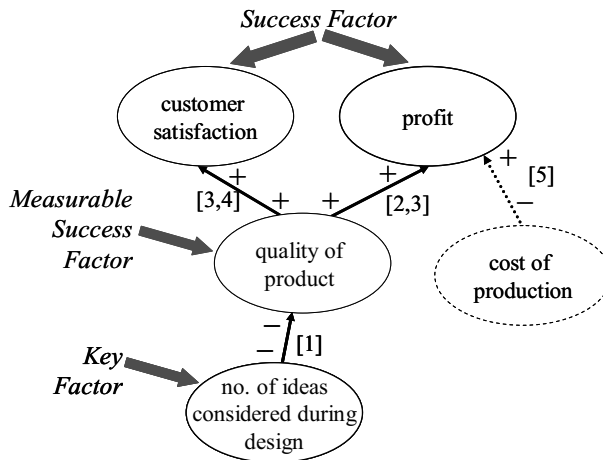 Success Factor
customer
satisfaction
profit
+
+
+
[5]
[3,4]
+
+
[2,3]
−
Measurable
Success
Factor
quality of
product
cost of
production
−
−
[1]
Key
Factor
no. of ideas
considered during
design